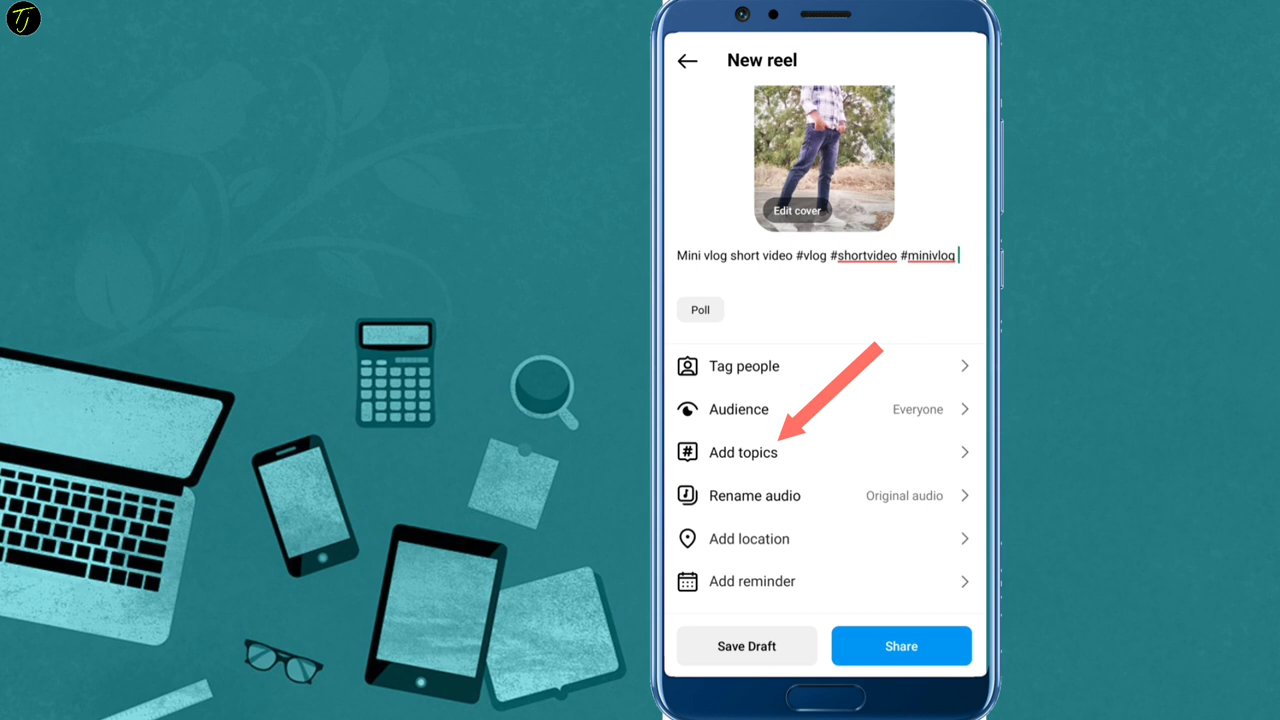 TJ
New reel
Edit cover
Mini vlog short video #vlog #shortvideo #minivlog
Poll
Tag people
Audience Everyone
Add topics
Rename audio Original audio
Add location
Add reminder
Save Draft Share